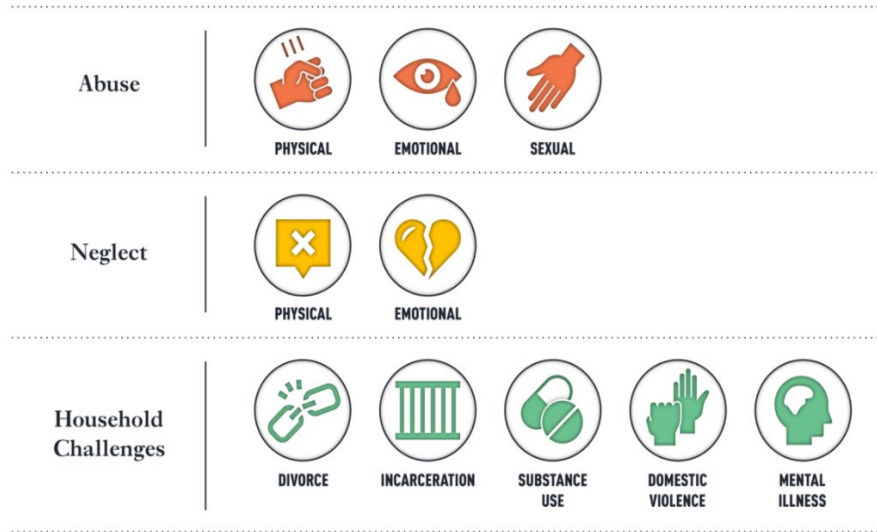 Abuse
PHYSICAL
EMOTIONAL
SEXUAL
Neglect
PHYSICAL
EMOTIONAL
Household
Challenges
DIVORCE
INCARCERATION
SUBSTANCE
USE
DOMESTIC
VIOLENCE
MENTAL
ILLNESS